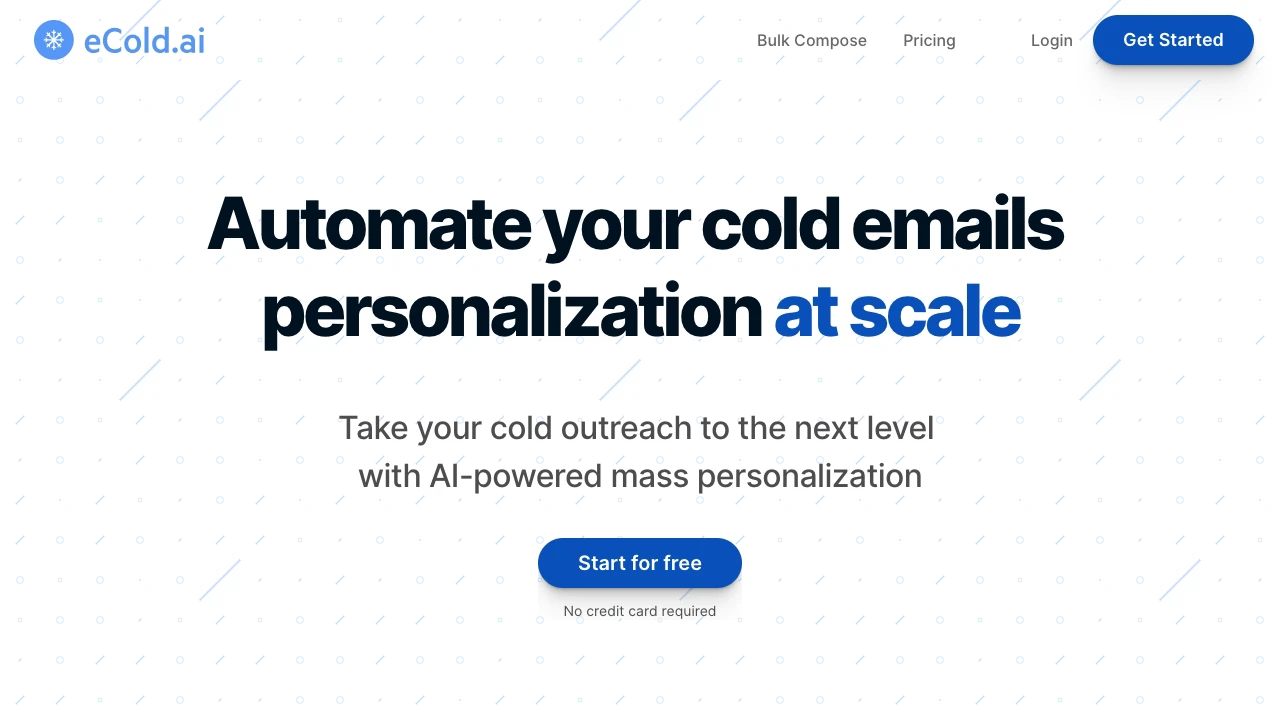 eCold.ai
Bulk Compose
Pricing
Login
Get Started
Automate your cold emails
personalization at scale
Take your cold outreach to the next level
with AI-powered mass personalization
Start for free
No credit card required